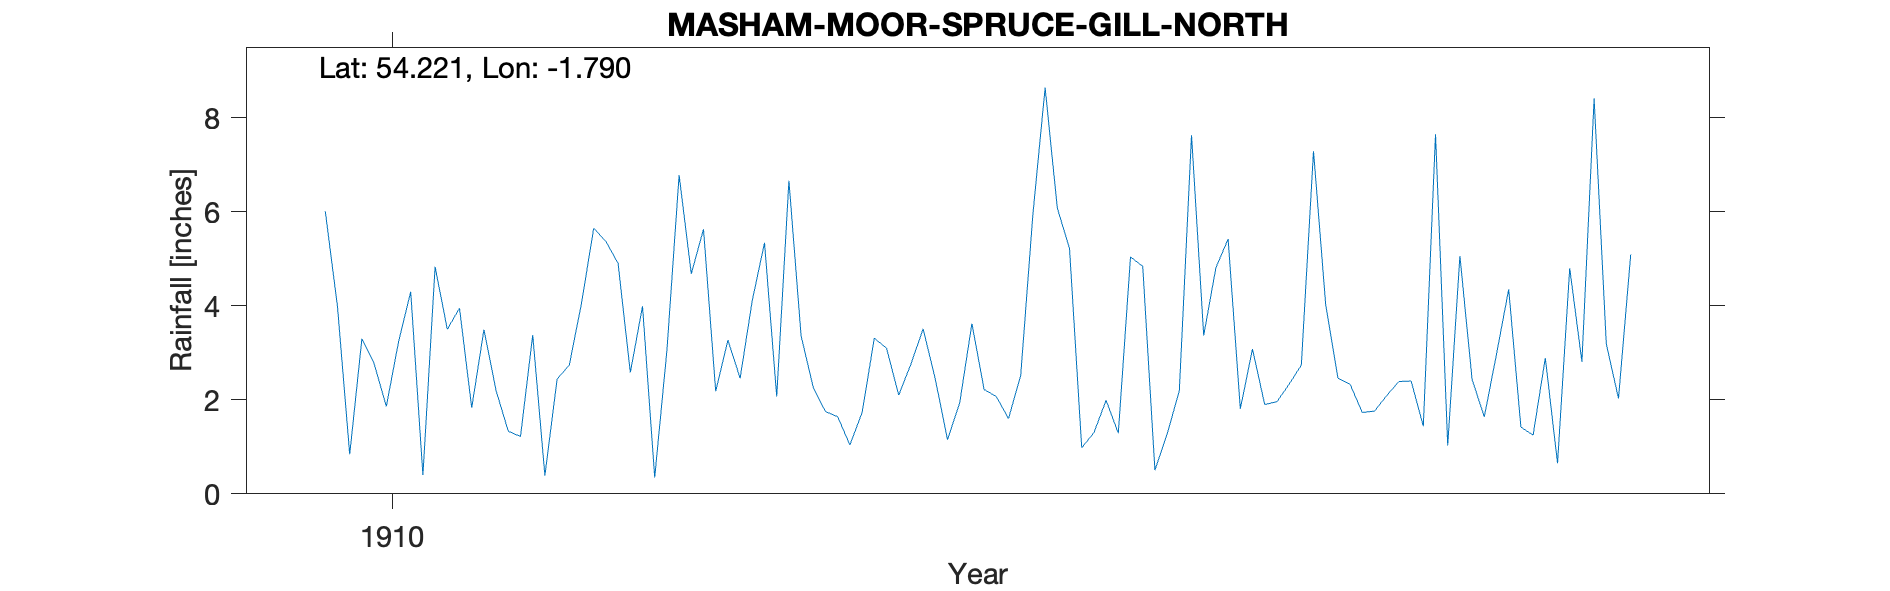 MASHAM-MOOR-SPRUCE-GILL-NORTH
Lat: 54.221, Lon: -1.790
8
6
4
2
0
Rainfall [inches]
1910
Year